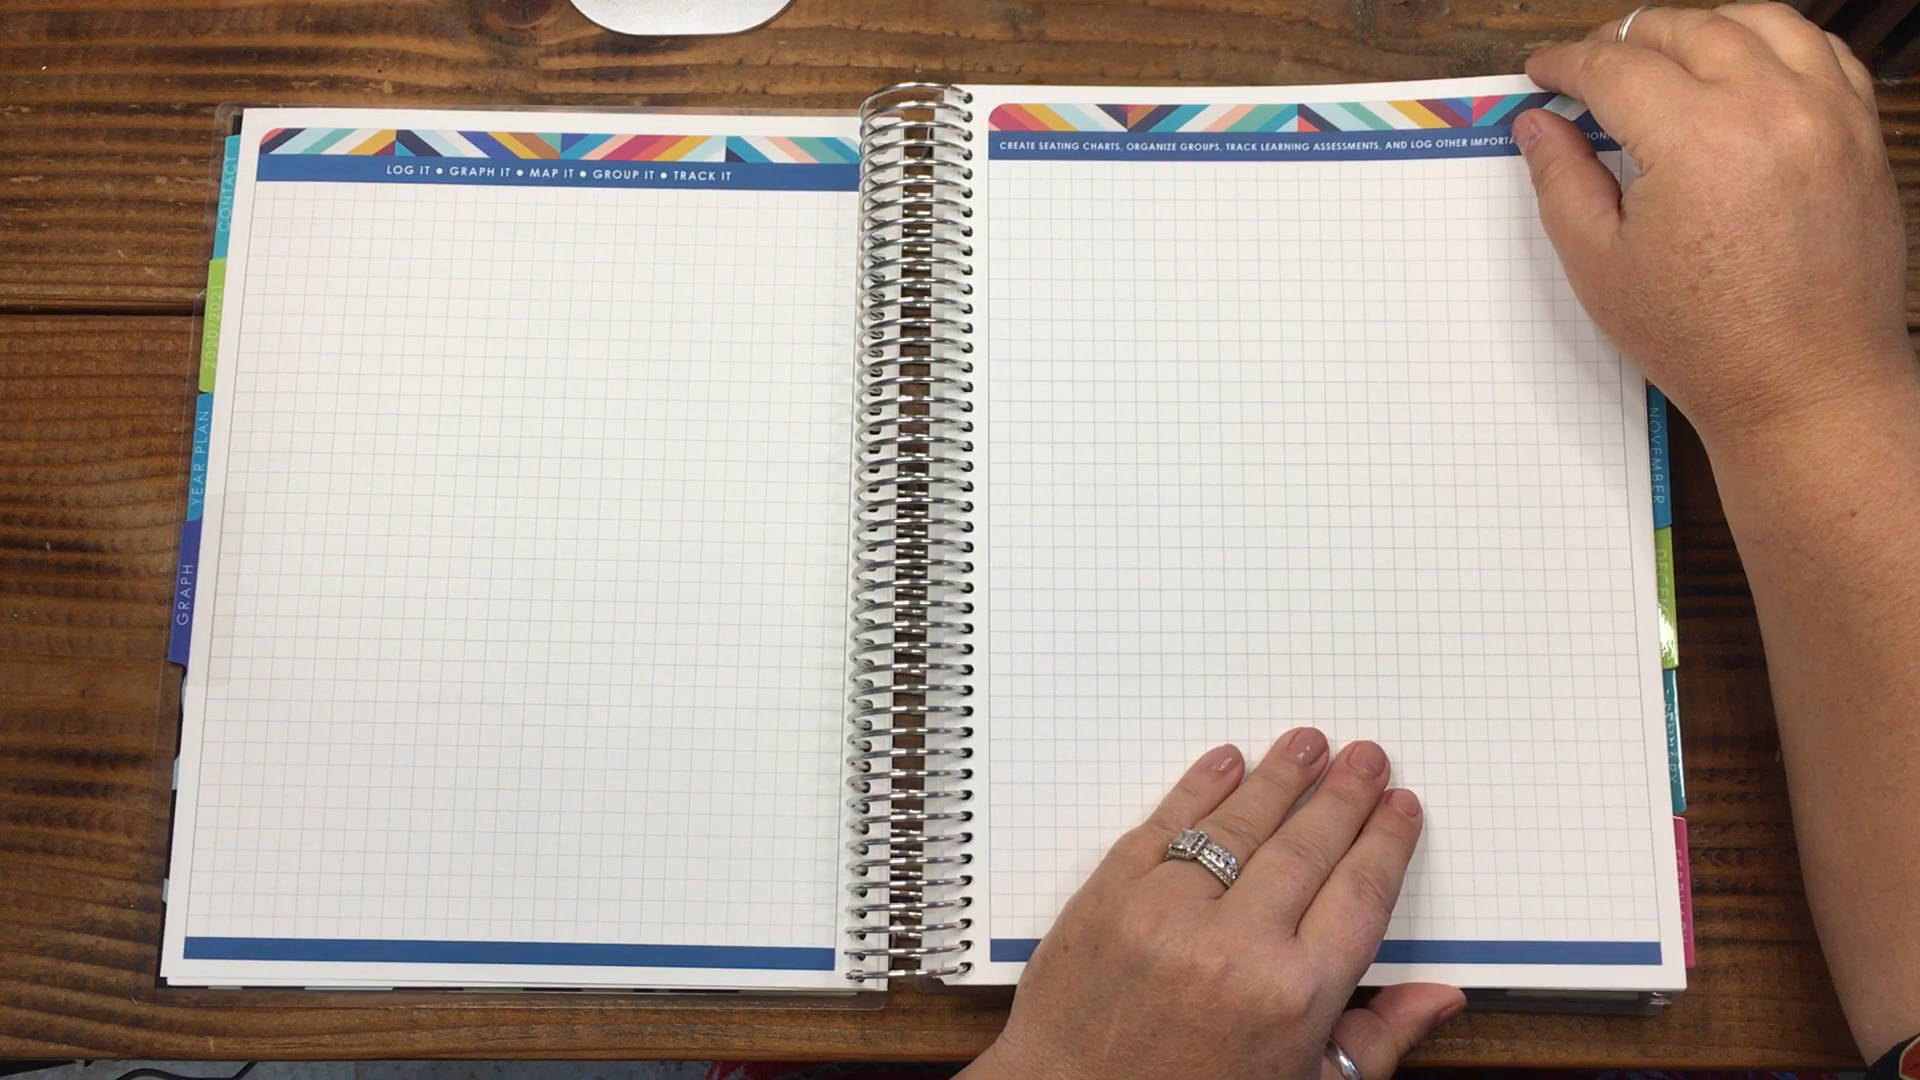 LOG IT ● GRAPH IT ● MAP IT ● GROUP IT ● TRACK IT
CONTACT
2020/2021
YEAR PLAN
GRAPH
CREATE SEATING CHARTS, ORGANIZE GROUPS, TRACK LEARNING ASSESSMENTS, AND LOG OTHER
NOVEMBER